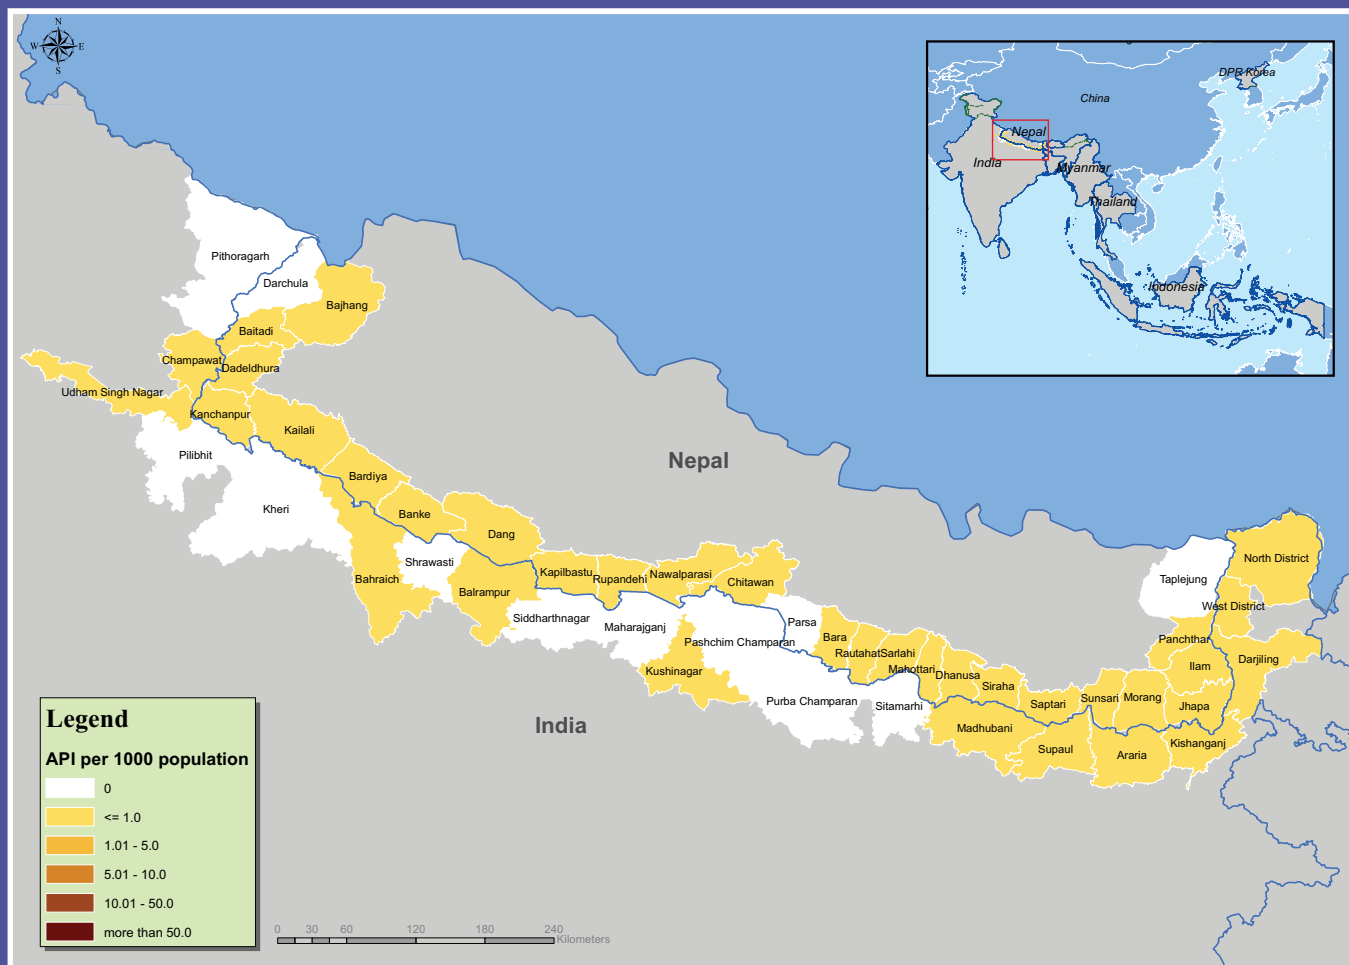 N
W E
S
DPR Korea
China
Nepal
India
Myanmar
Thailand
Indonesia
Pithoragarh
Darchula
Bajhang
Baitadi
Champawat
Dadeldhura
Udham Singh Nagar
Kanchanpur
Kailali
Pilibhit
Nepal
Bardiya
Kheri
Banke
Dang
Shrawasti
North District
Bahraich
Kapilbastu
Rupandehi
Nawalparasi
Chitawan
Taplejung
Balrampur
West District
Siddharthnagar
Maharajganj
Parsa
Pashchim Champaran
Bara
Panchthar
Rautahat
Sarlahi
Mahottari
Darjiling
Kushinagar
Dhanusa
Ilam
Siraha
Purba Champaran
Sitamarhi
Saptari
Sunsari
Morang
Jhapa
India
Madhubani
Supaul
Araria
Kishanganj
Legend
API per 1000 population
0
<= 1.0
1.01 - 5.0
5.01 - 10.0
10.01 - 50.0
more than 50.0
0 30 60 120 180 240
Kilometers